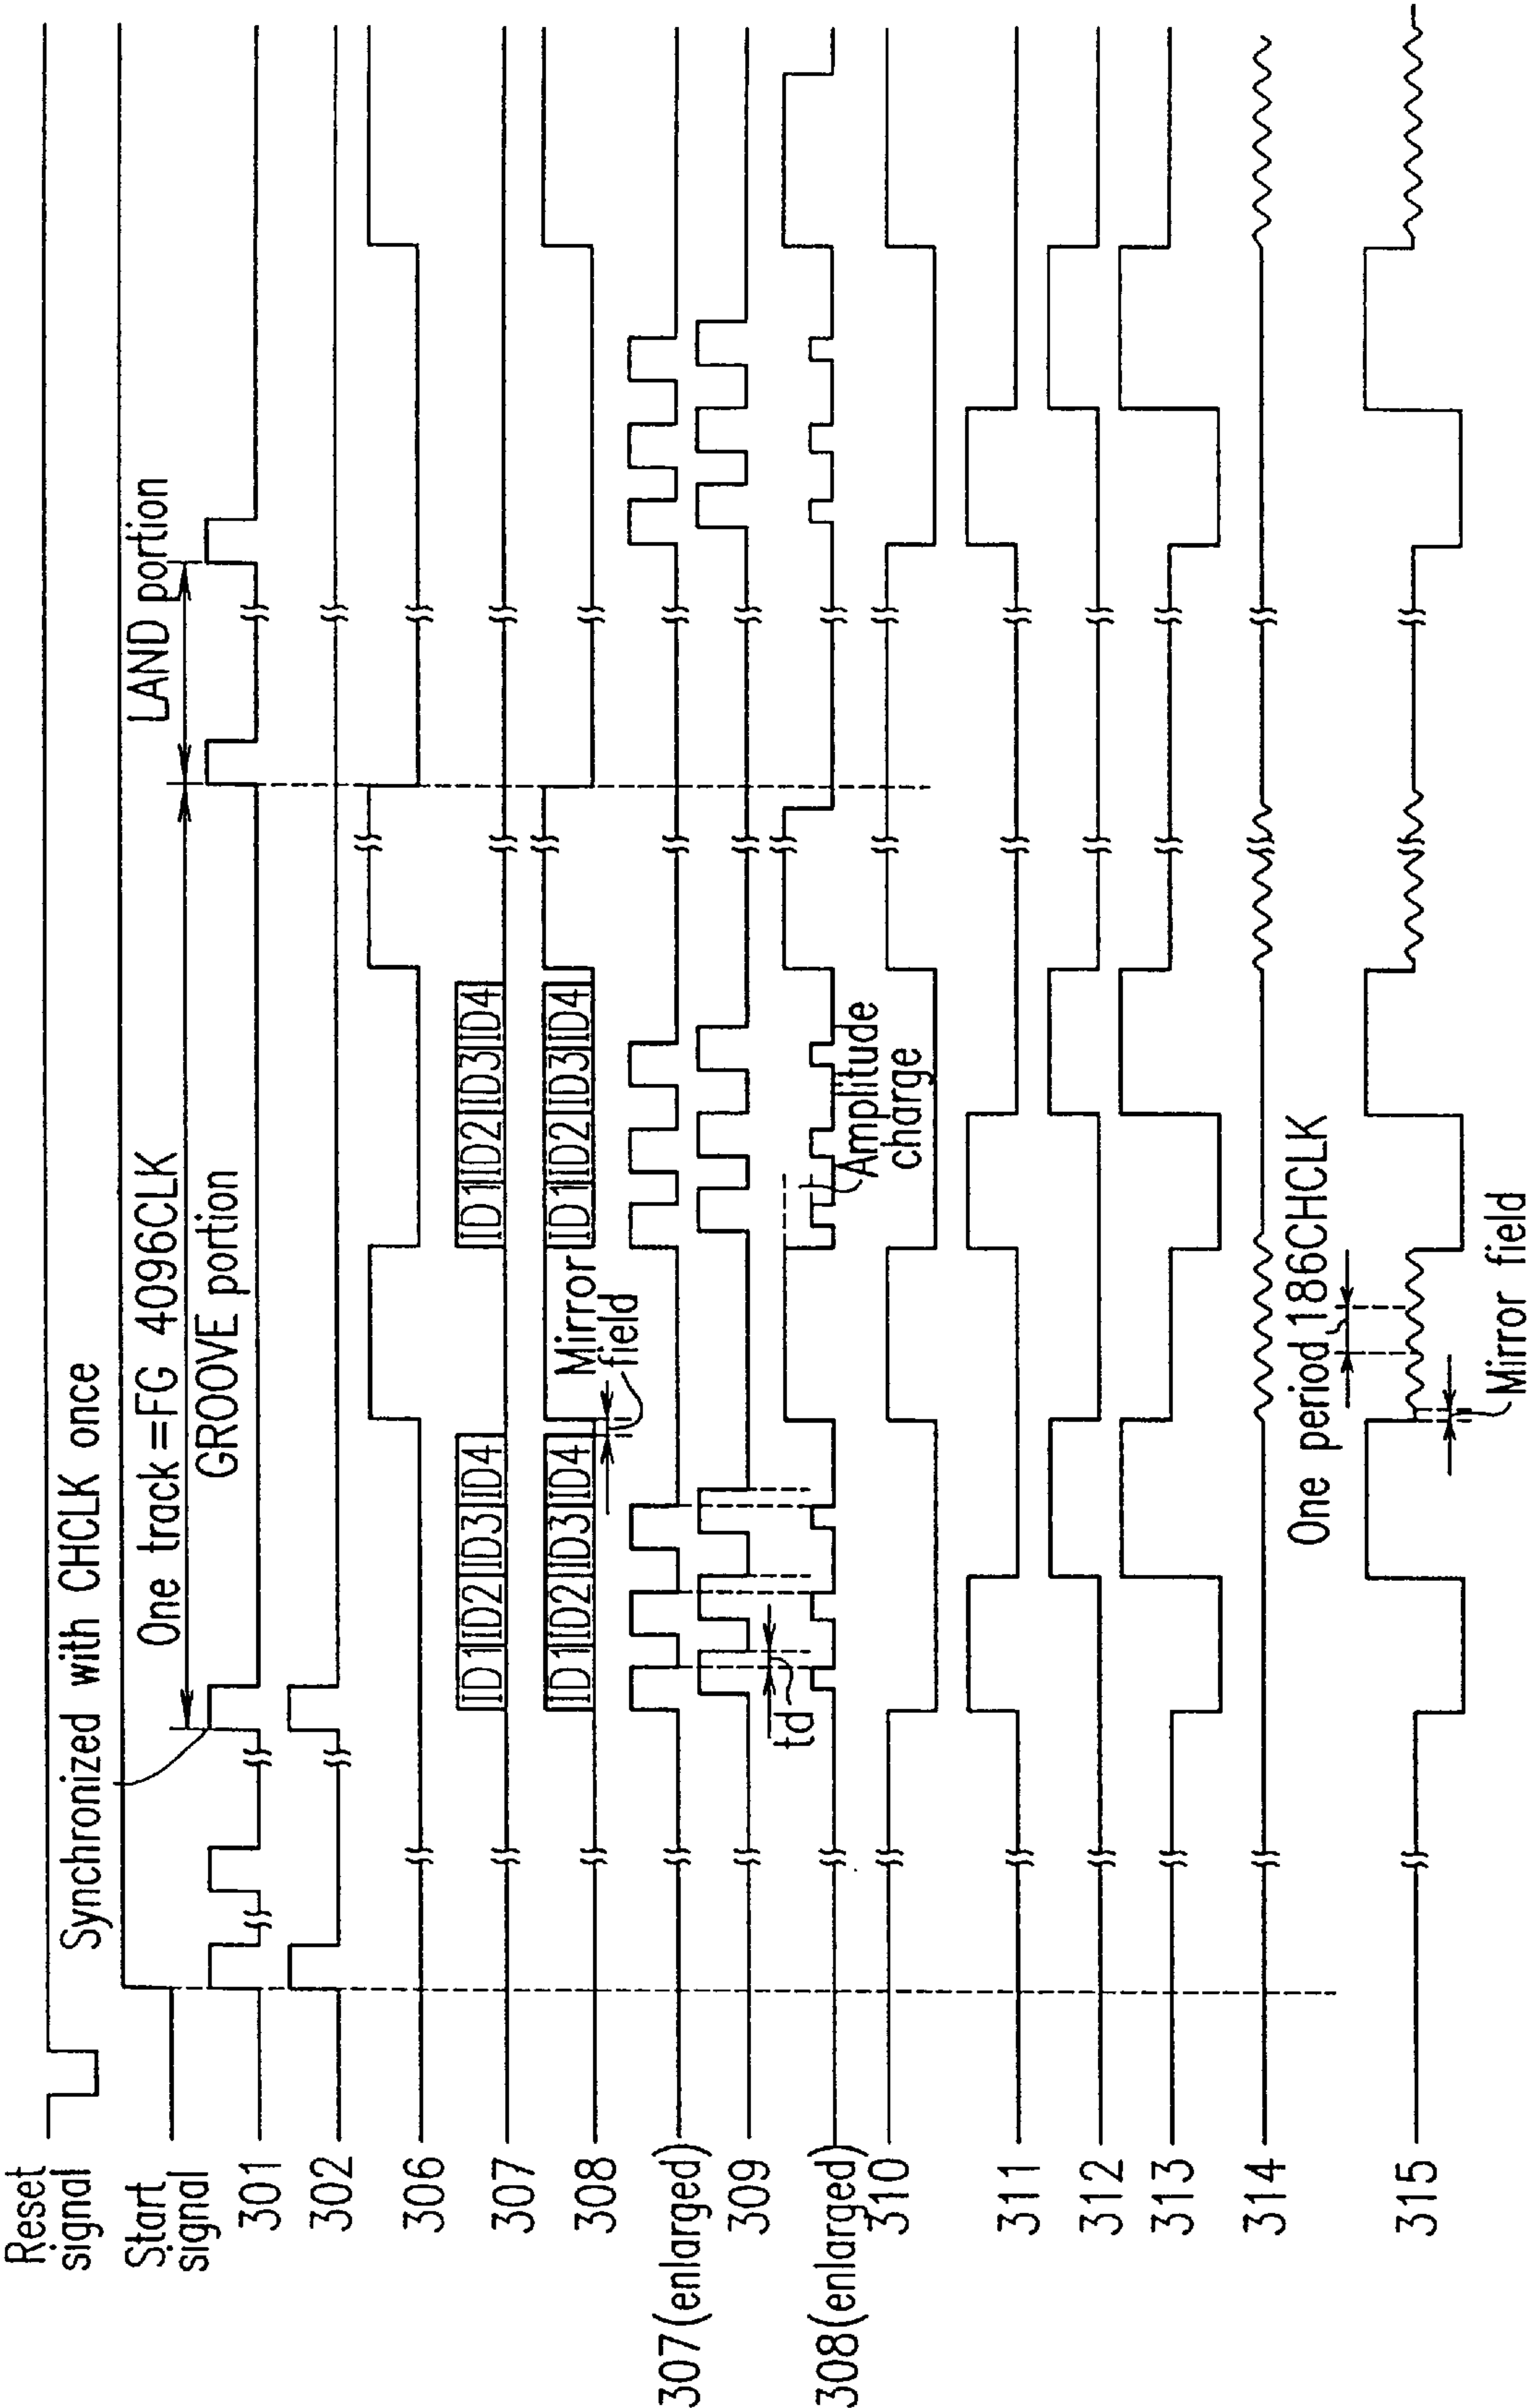 Reset
signal
Synchronized with CHCLK once
Start
signal
One track=FG 4096CLK
LAND portion
GROOVE portion
301
302
306
307
ID1 ID2 ID3 ID4
ID1 ID2 ID3 ID4
308
ID1 ID2 ID3 ID4
ID1 ID2 ID3 ID4
Mirror
field
307(enlarged)
309
td
308(enlarged)
Amplitude
charge
310
311
312
313
314
One period 186CHCLK
315
Mirror field